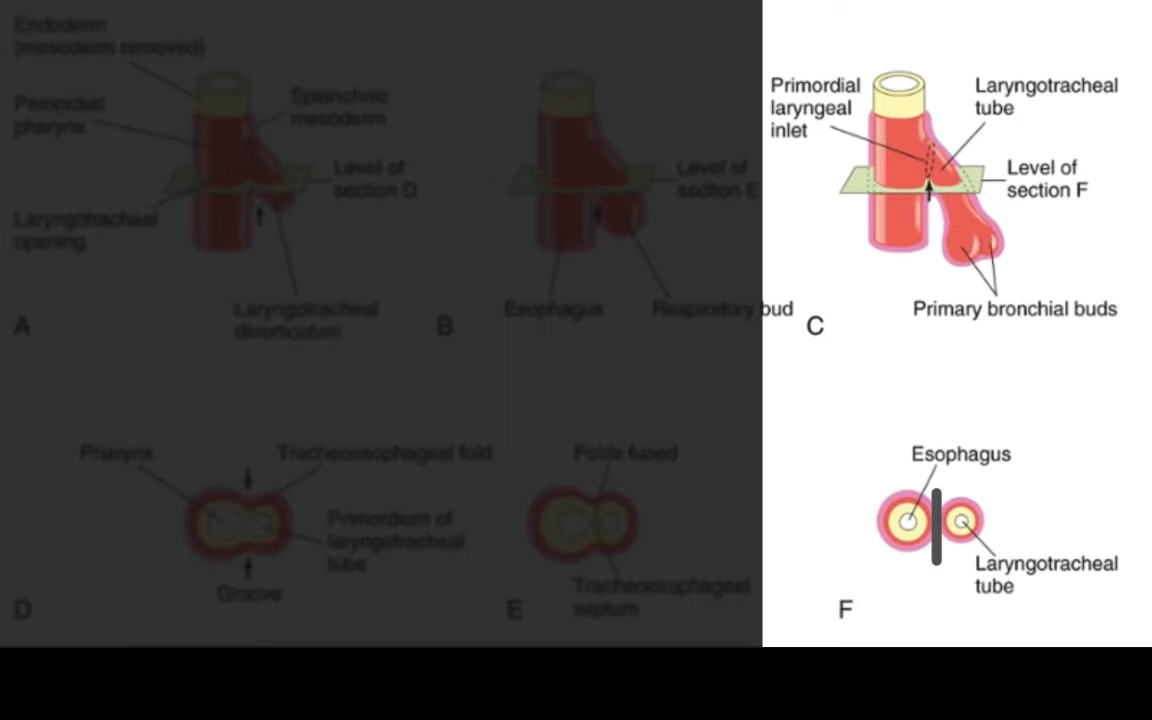 Endoderm
(mesoderm removed)
Primordial
pharynx
Splenchnic
mesoderm
Level of
section D
Laryngotracheal
opening
Laryngotracheal
diverticulum
A
Level of
section E
Esophagus
Respiratory bud
B
Primordial
laryngeal
inlet
Laryngotracheal
tube
Level of
section F
Primary bronchial buds
C
Pharynx
Tracheoesophageal fold
Primordium of
laryngotracheal
tube
Groove
D
Folds fused
Tracheoesophageal
septum
E
Esophagus
Laryngotracheal
tube
F